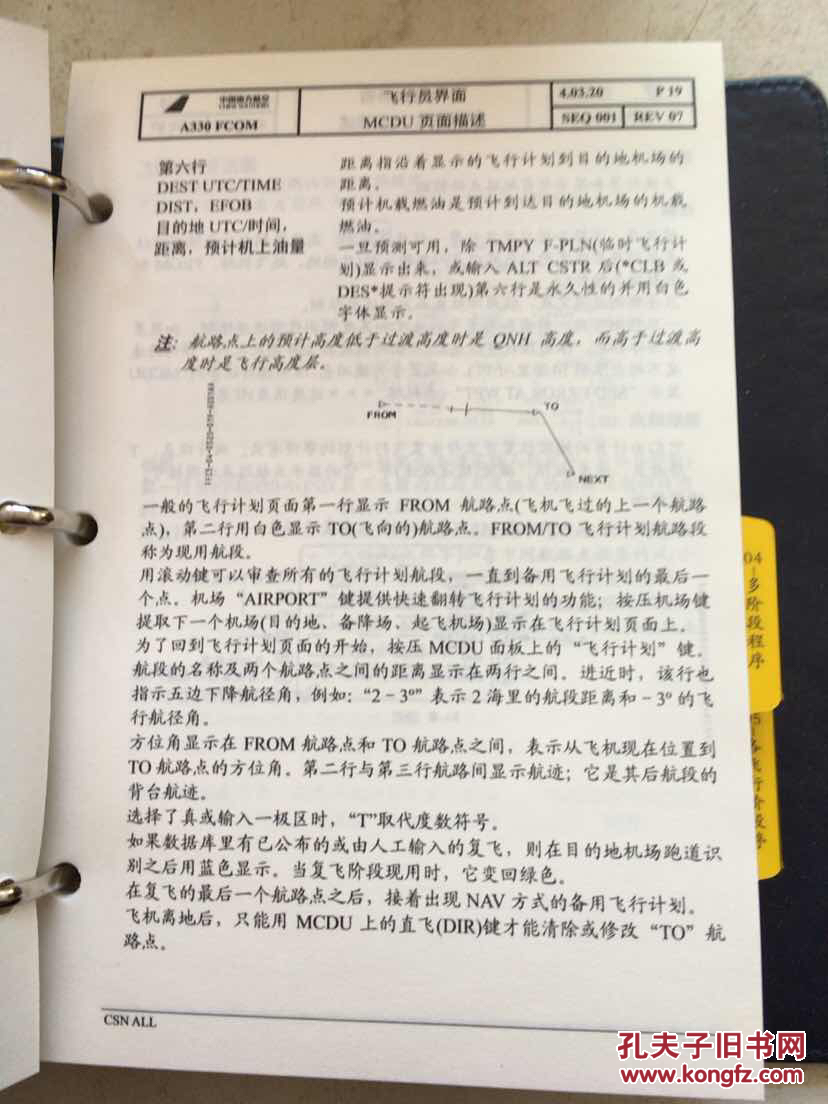 中国南方航空
A330 FCOM
飞行员界面
MCDU 页面描述
4.03.20 P 19
SEQ 001 REV 07
第六行
DEST UTC/TIME
DIST，EFOB
目的地 UTC/时间，
距离，预计机上油量
距离指沿着显示的飞行计划到目的地机场的
距离。
预计机载燃油是预计到达目的地机场的机载
燃油。
一旦预测可用，除 TMPY F-PLN(临时飞行计
划)显示出来，或输入 ALT CSTR 后(*CLB 或
DES*提示符出现)第六行是永久性的并用白色
字体显示。
注：航路点上的预计高度低于过渡高度时是 QNH 高度，而高于过渡高
度时是飞行高度层。
FROM
TO
NEXT
一般的飞行计划页面第一行显示 FROM 航路点(飞机飞过的上一个航路
点)，第二行用白色显示 TO(飞向的)航路点。FROM/TO 飞行计划航路段
称为现用航段。
用滚动键可以审查所有的飞行计划航段，一直到备用飞行计划的最后一
个点。机场“AIRPORT”键提供快速翻转飞行计划的功能；按压机场键
提取下一个机场(目的地、备降场、起飞机场)显示在飞行计划页面上。
为了回到飞行计划页面的开始，按压 MCDU 面板上的“飞行计划”键。
航段的名称及两个航路点之间的距离显示在两行之间。进近时，该行也
指示五边下降航径角，例如：“2－3º”表示 2 海里的航段距离和－3º 的飞
行航径角。
方位角显示在 FROM 航路点和 TO 航路点之间，表示从飞机现在位置到
TO 航路点的方位角。第二行与第三行航路间显示航迹；它是其后航段的
背台航迹。
选择了真或输入一极区时，“T”取代度数符号。
如果数据库里有已公布的或由人工输入的复飞，则在目的地机场跑道识
别之后用蓝色显示。当复飞阶段现用时，它变回绿色。
在复飞的最后一个航路点之后，接着出现 NAV 方式的备用飞行计划。
飞机离地后，只能用 MCDU 上的直飞(DIR)键才能清除或修改“TO”航
路点。
CSN ALL
04－多阶段程序
05－各飞行阶段程序
孔夫子旧书网
www.kongfz.com